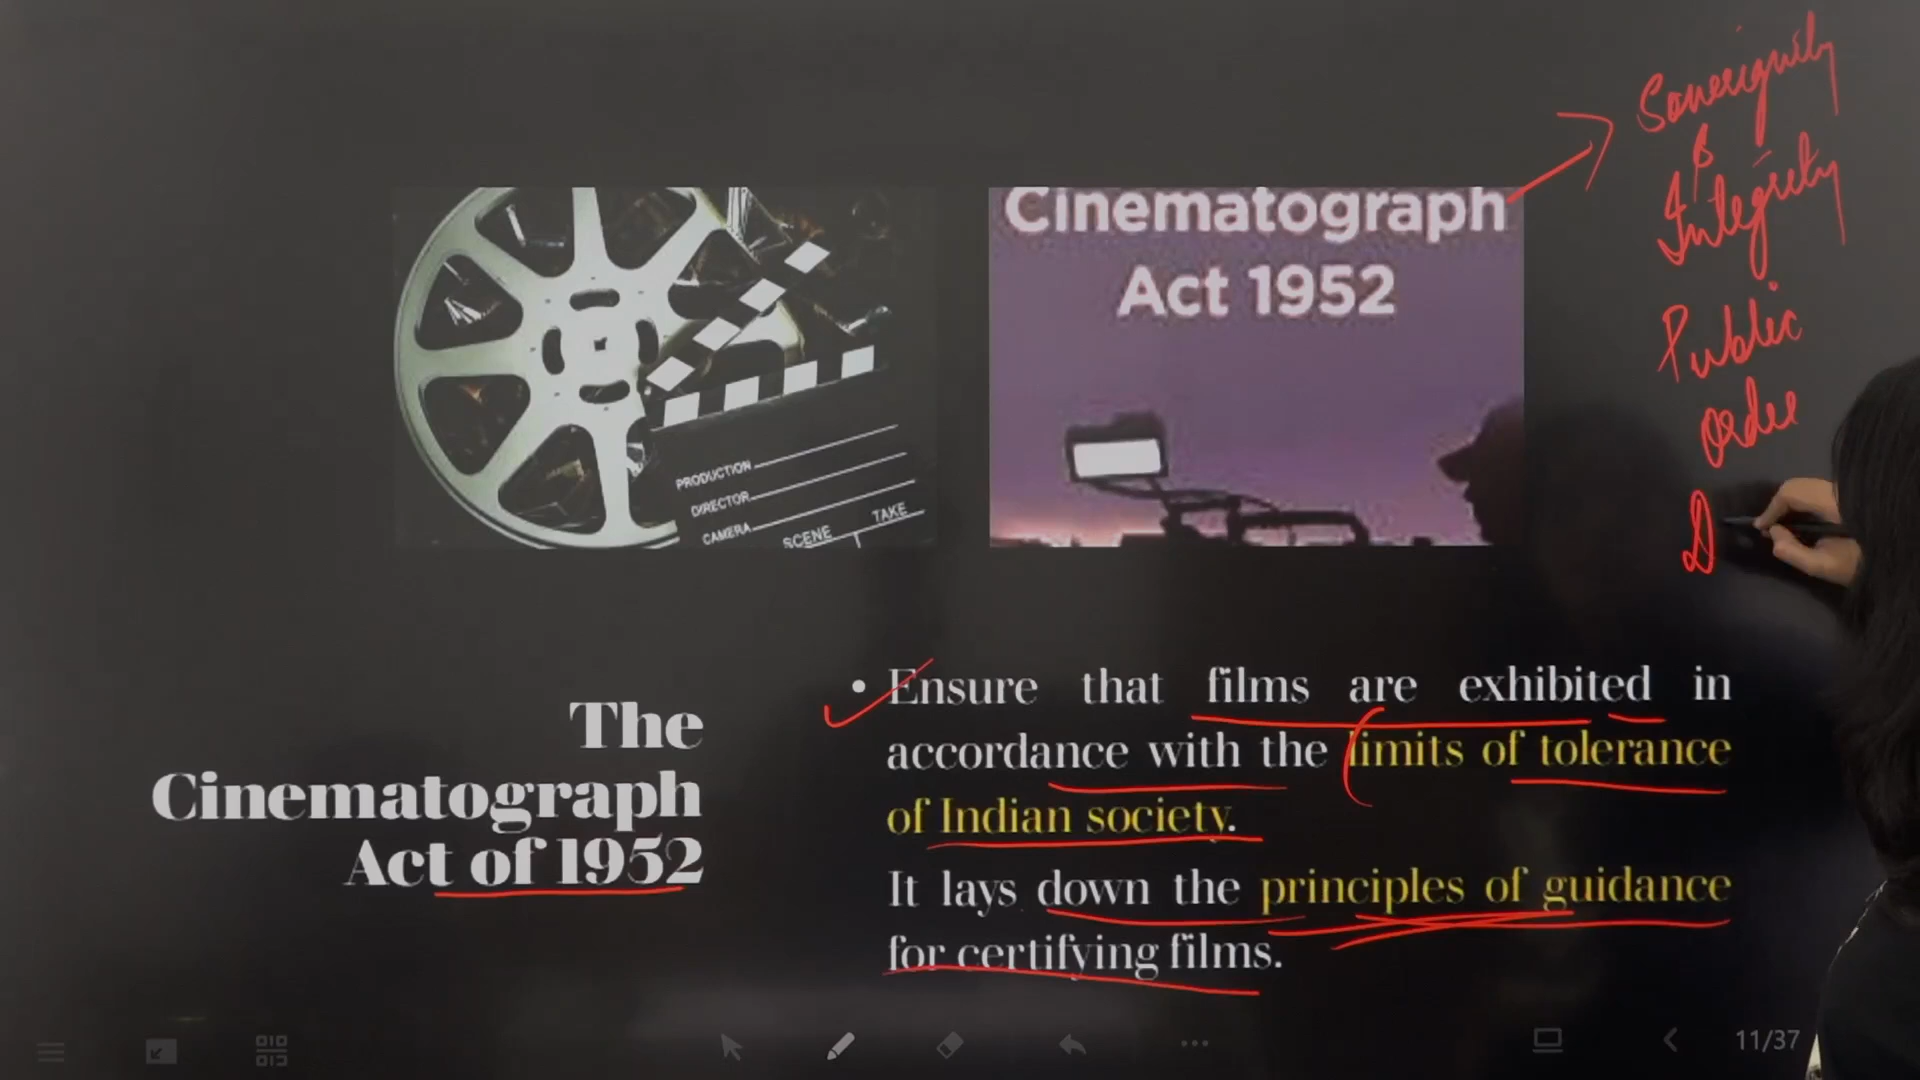 Sovereignity
&
Integrity
Public
Order
D
Cinematograph
Act 1952
PRODUCTION
DIRECTOR
CAMERA
SCENE
TAKE
The
Cinematograph
Act of 1952
• Ensure that films are exhibited in
accordance with the limits of tolerance
of Indian society.
It lays down the principles of guidance
for certifying films.
11/37